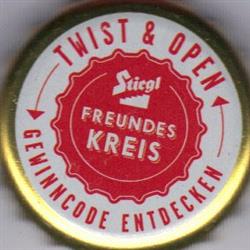 TWIST & OPEN
Stiegl
FREUNDES
KREIS
GEWINNCODE ENTDECKEN